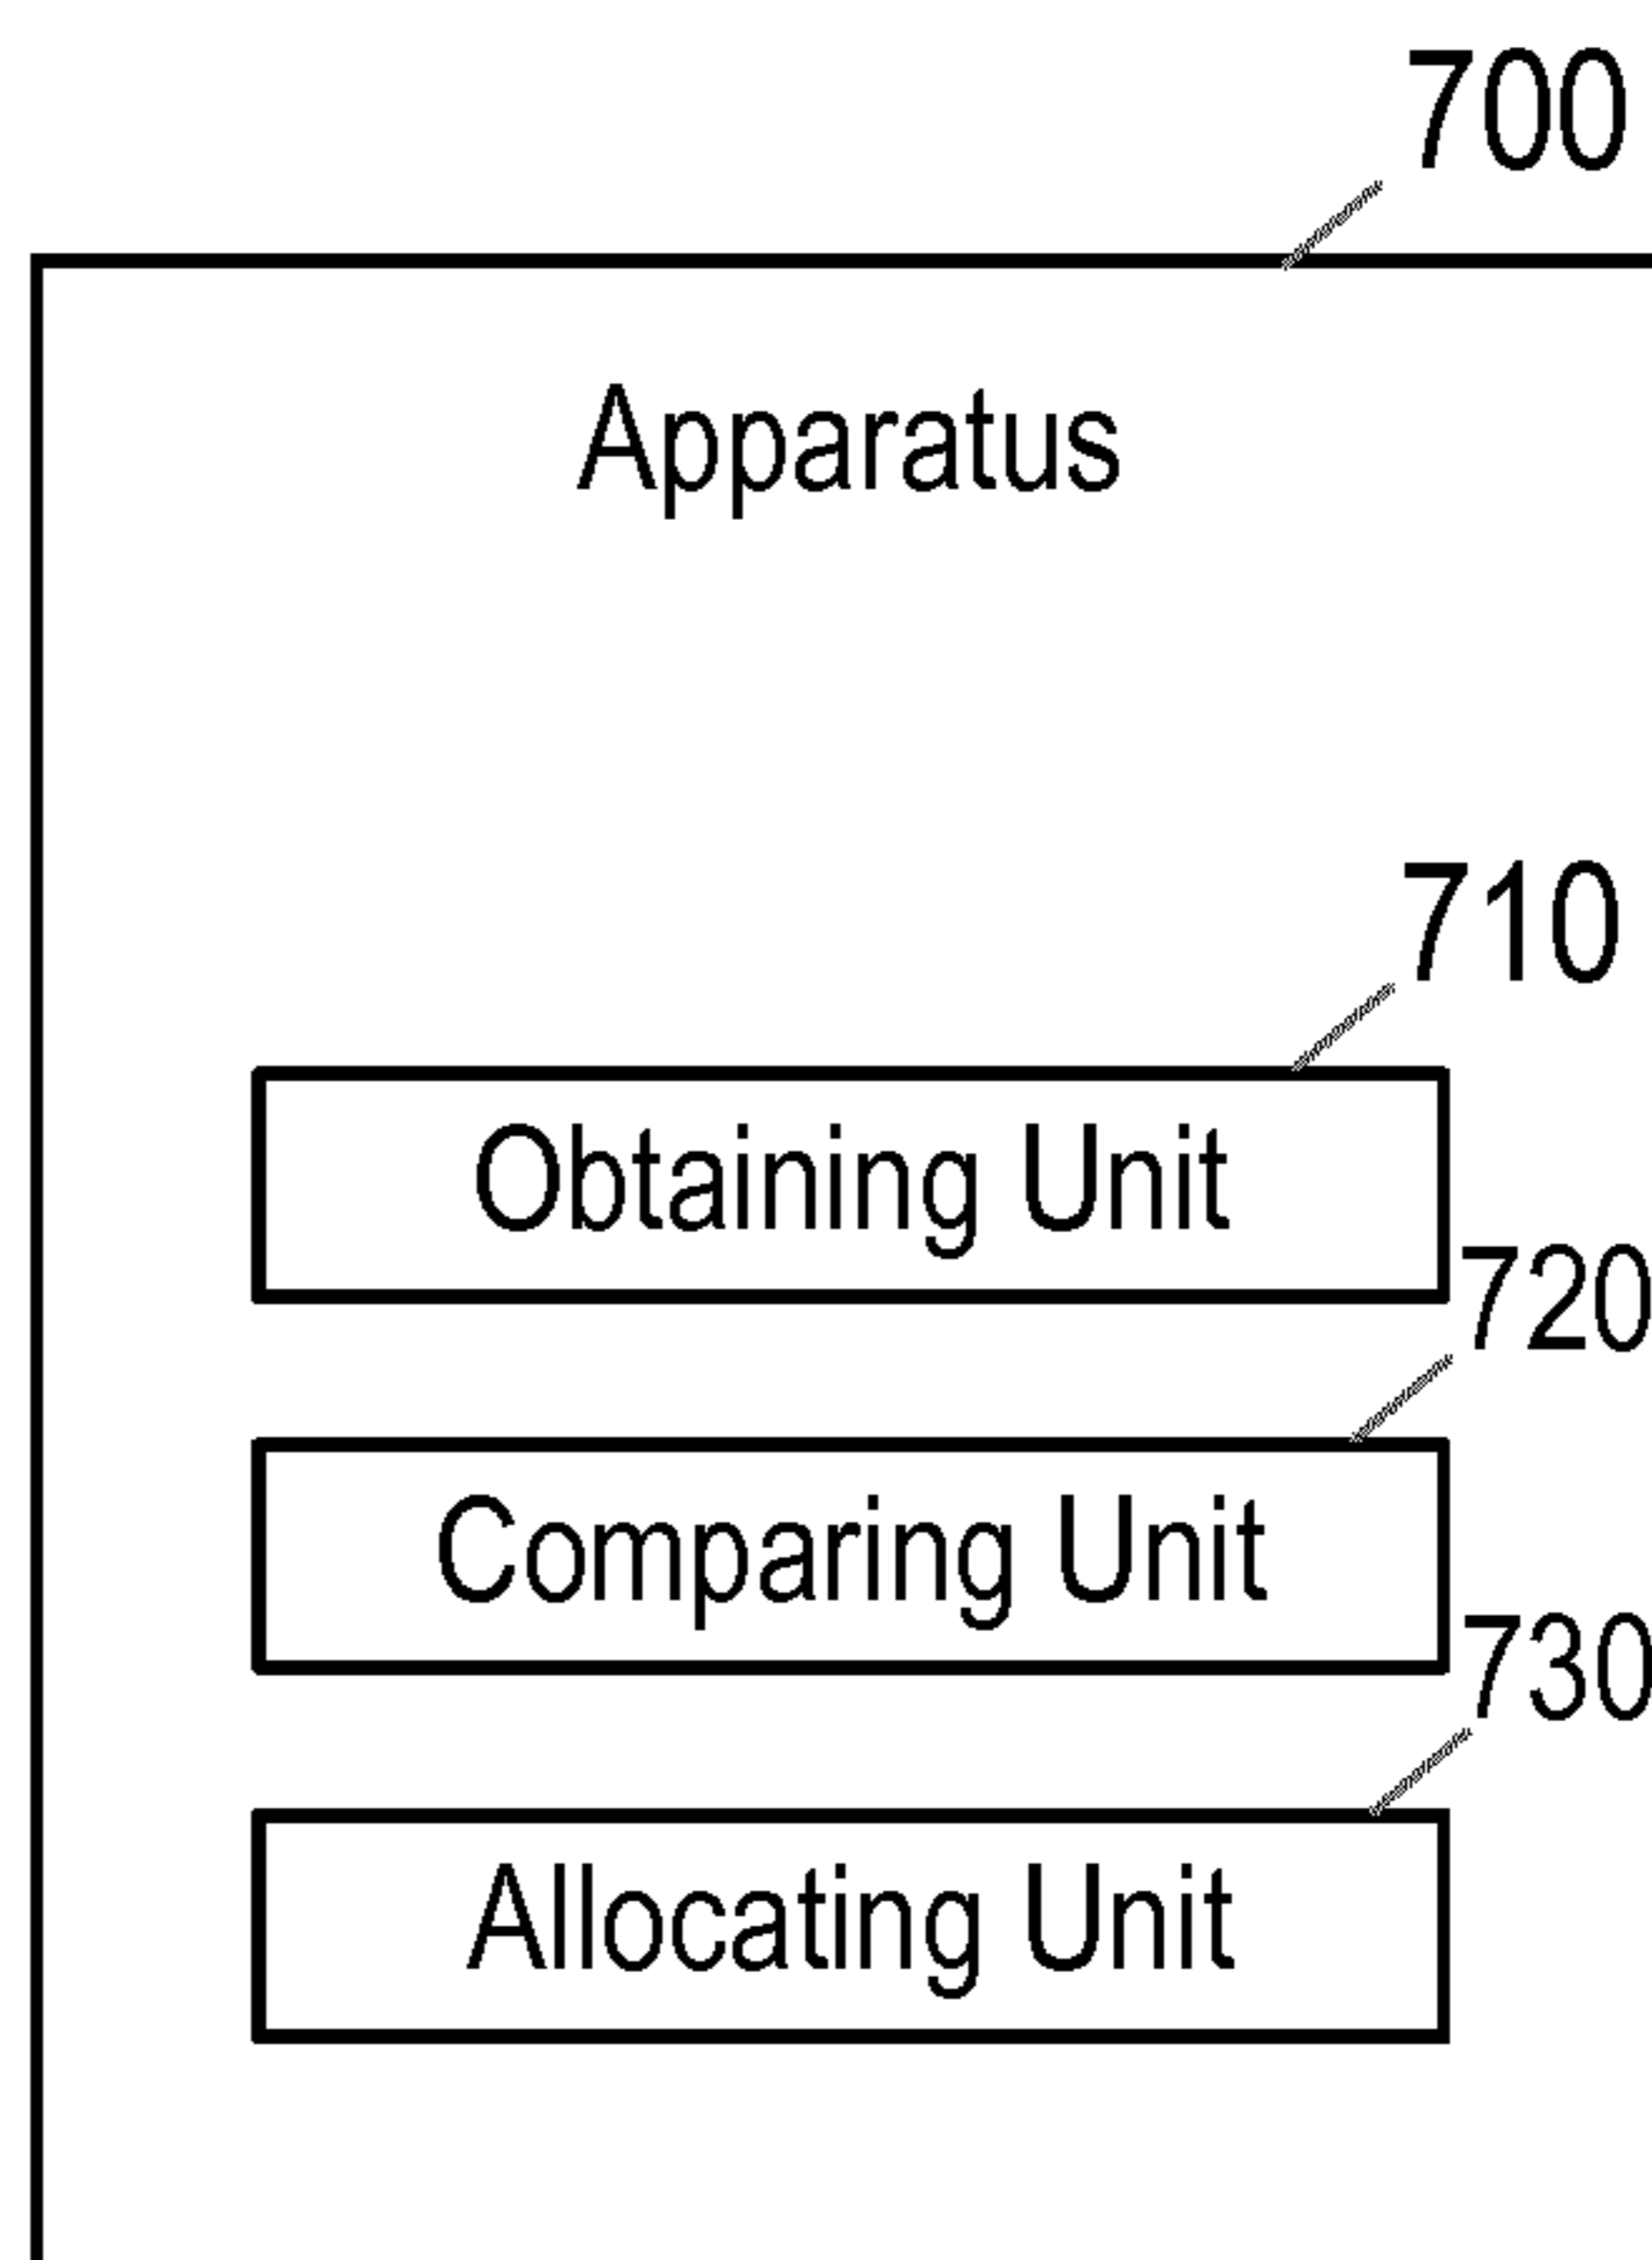 700
Apparatus
710
Obtaining Unit
720
Comparing Unit
730
Allocating Unit